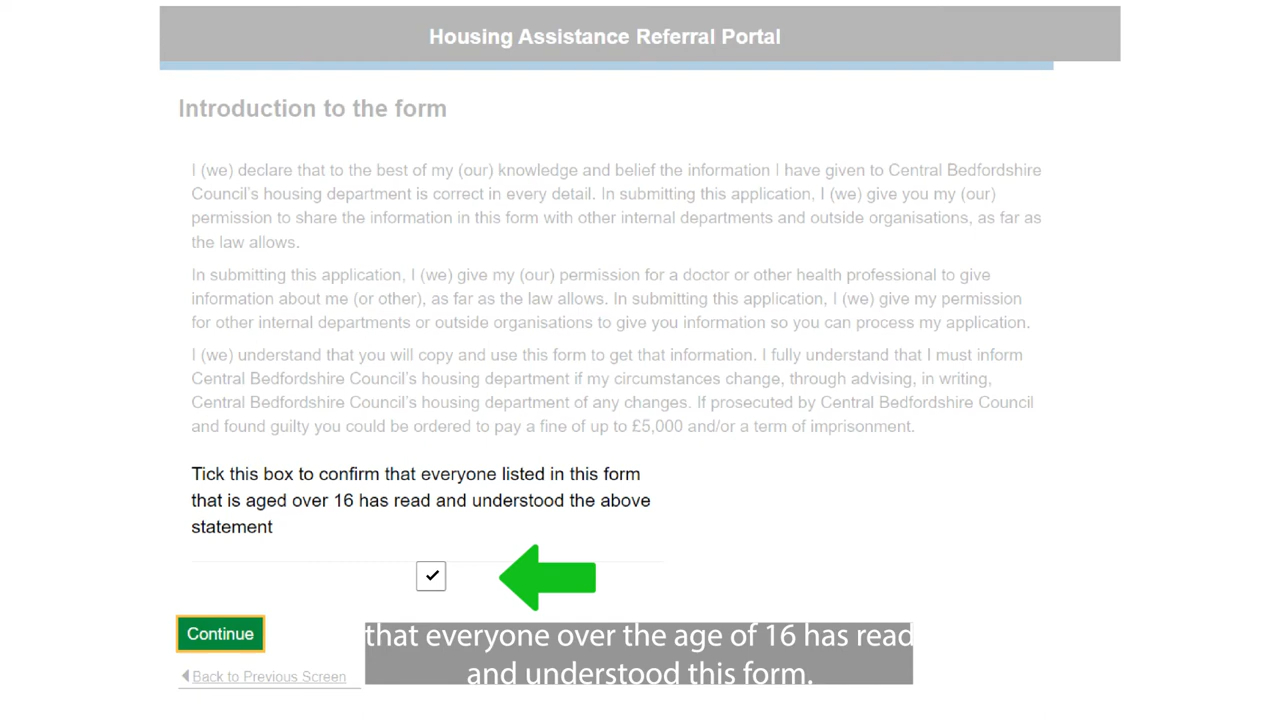 Housing Assistance Referral Portal
Introduction to the form
I (we) declare that to the best of my (our) knowledge and belief the information I have given to Central Bedfordshire
Council's housing department is correct in every detail. In submitting this application, I (we) give you my (our)
permission to share the information in this form with other internal departments and outside organisations, as far as
the law allows.
In submitting this application, I (we) give my (our) permission for a doctor or other health professional to give
information about me (or other), as far as the law allows. In submitting this application, I (we) give my permission
for other internal departments or outside organisations to give you information so you can process my application.
I (we) understand that you will copy and use this form to get that information. I fully understand that I must inform
Central Bedfordshire Council's housing department if my circumstances change, through advising, in writing,
Central Bedfordshire Council's housing department of any changes. If prosecuted by Central Bedfordshire Council
and found guilty you could be ordered to pay a fine of up to £5,000 and/or a term of imprisonment.
Tick this box to confirm that everyone listed in this form
that is aged over 16 has read and understood the above
statement
Continue
that everyone over the age of 16 has read
and understood this form.
Back to Previous Screen